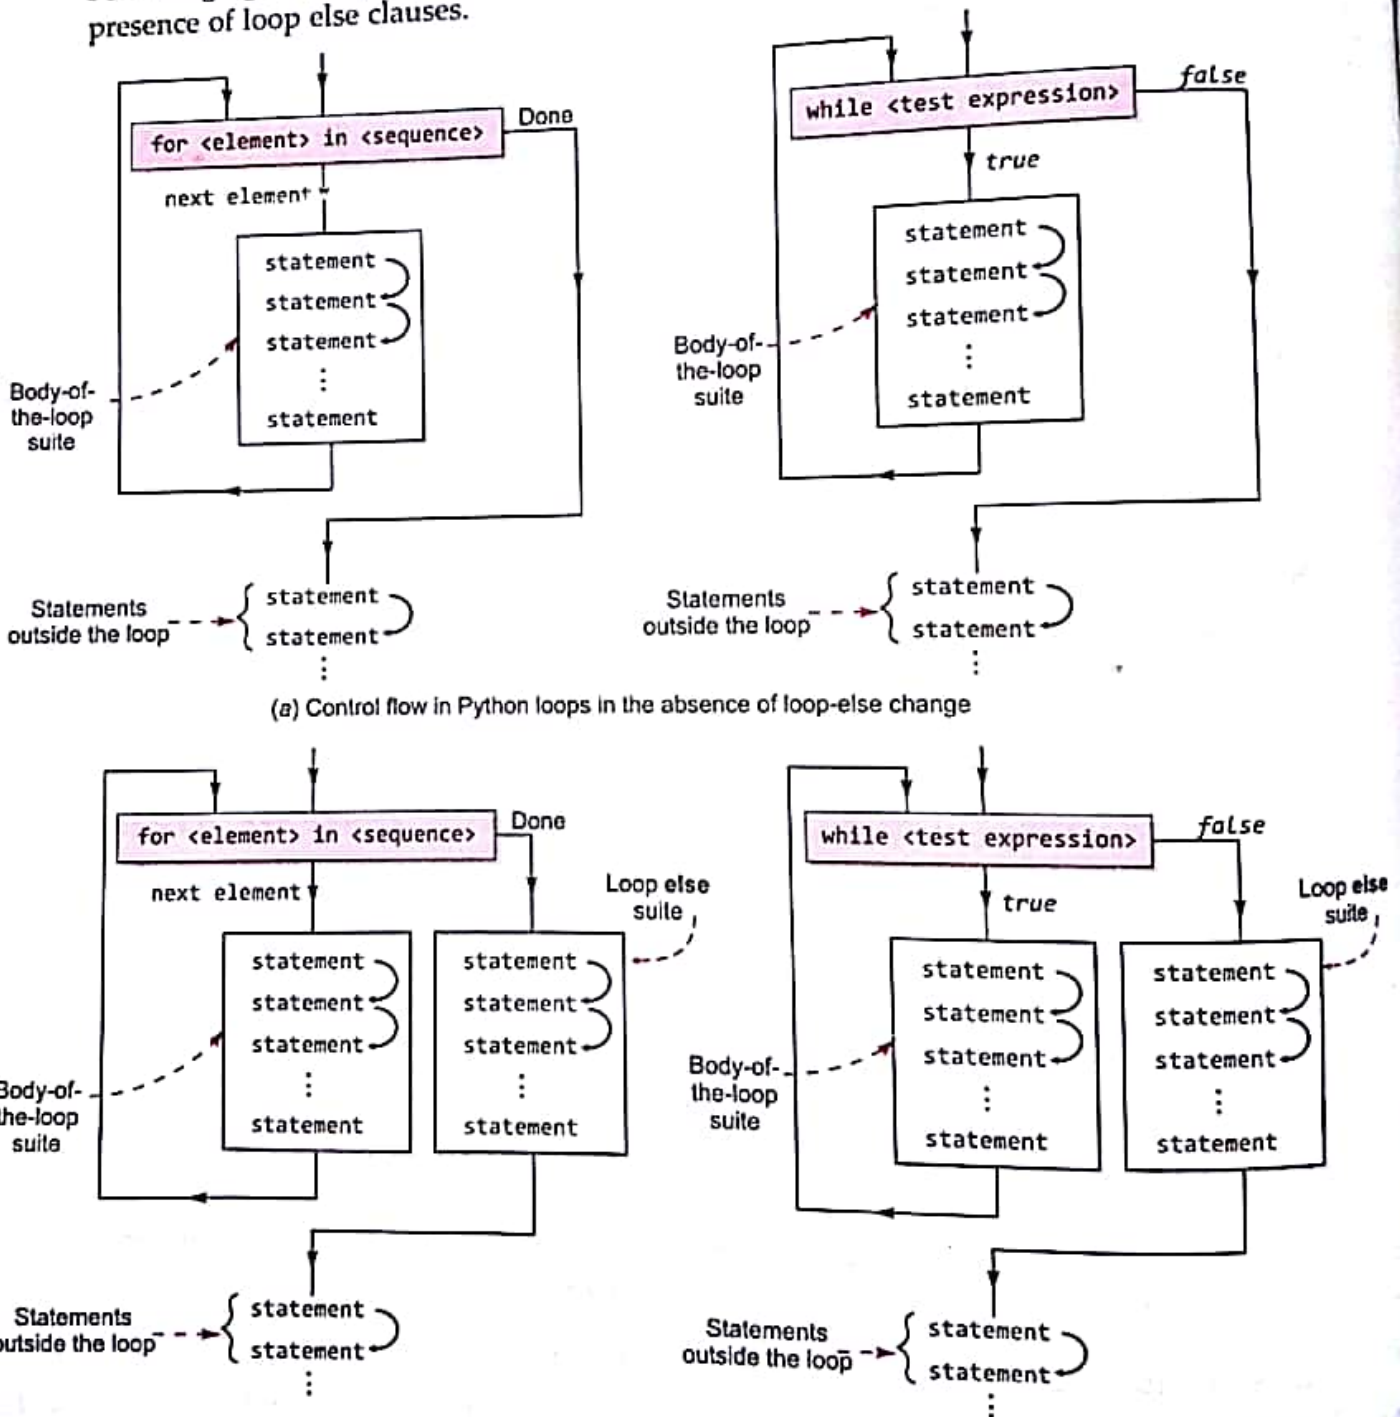 presence of loop else clauses.
for <element> in <sequence>
Done
next element
statement
statement
statement
⋮
statement
Body-of-
the-loop
suite
Statements
outside the loop
statement
statement
⋮
while <test expression>
false
true
statement
statement
statement
⋮
statement
Body-of-
the-loop
suite
Statements
outside the loop
statement
statement
⋮
(a) Control flow in Python loops in the absence of loop-else change
for <element> in <sequence>
Done
next element
Loop else
suite
statement
statement
statement
⋮
statement
statement
statement
statement
⋮
statement
Body-of-
the-loop
suite
Statements
outside the loop
statement
statement
⋮
while <test expression>
false
true
Loop else
suite
statement
statement
statement
⋮
statement
statement
statement
statement
⋮
statement
Body-of-
the-loop
suite
Statements
outside the loop
statement
statement
⋮